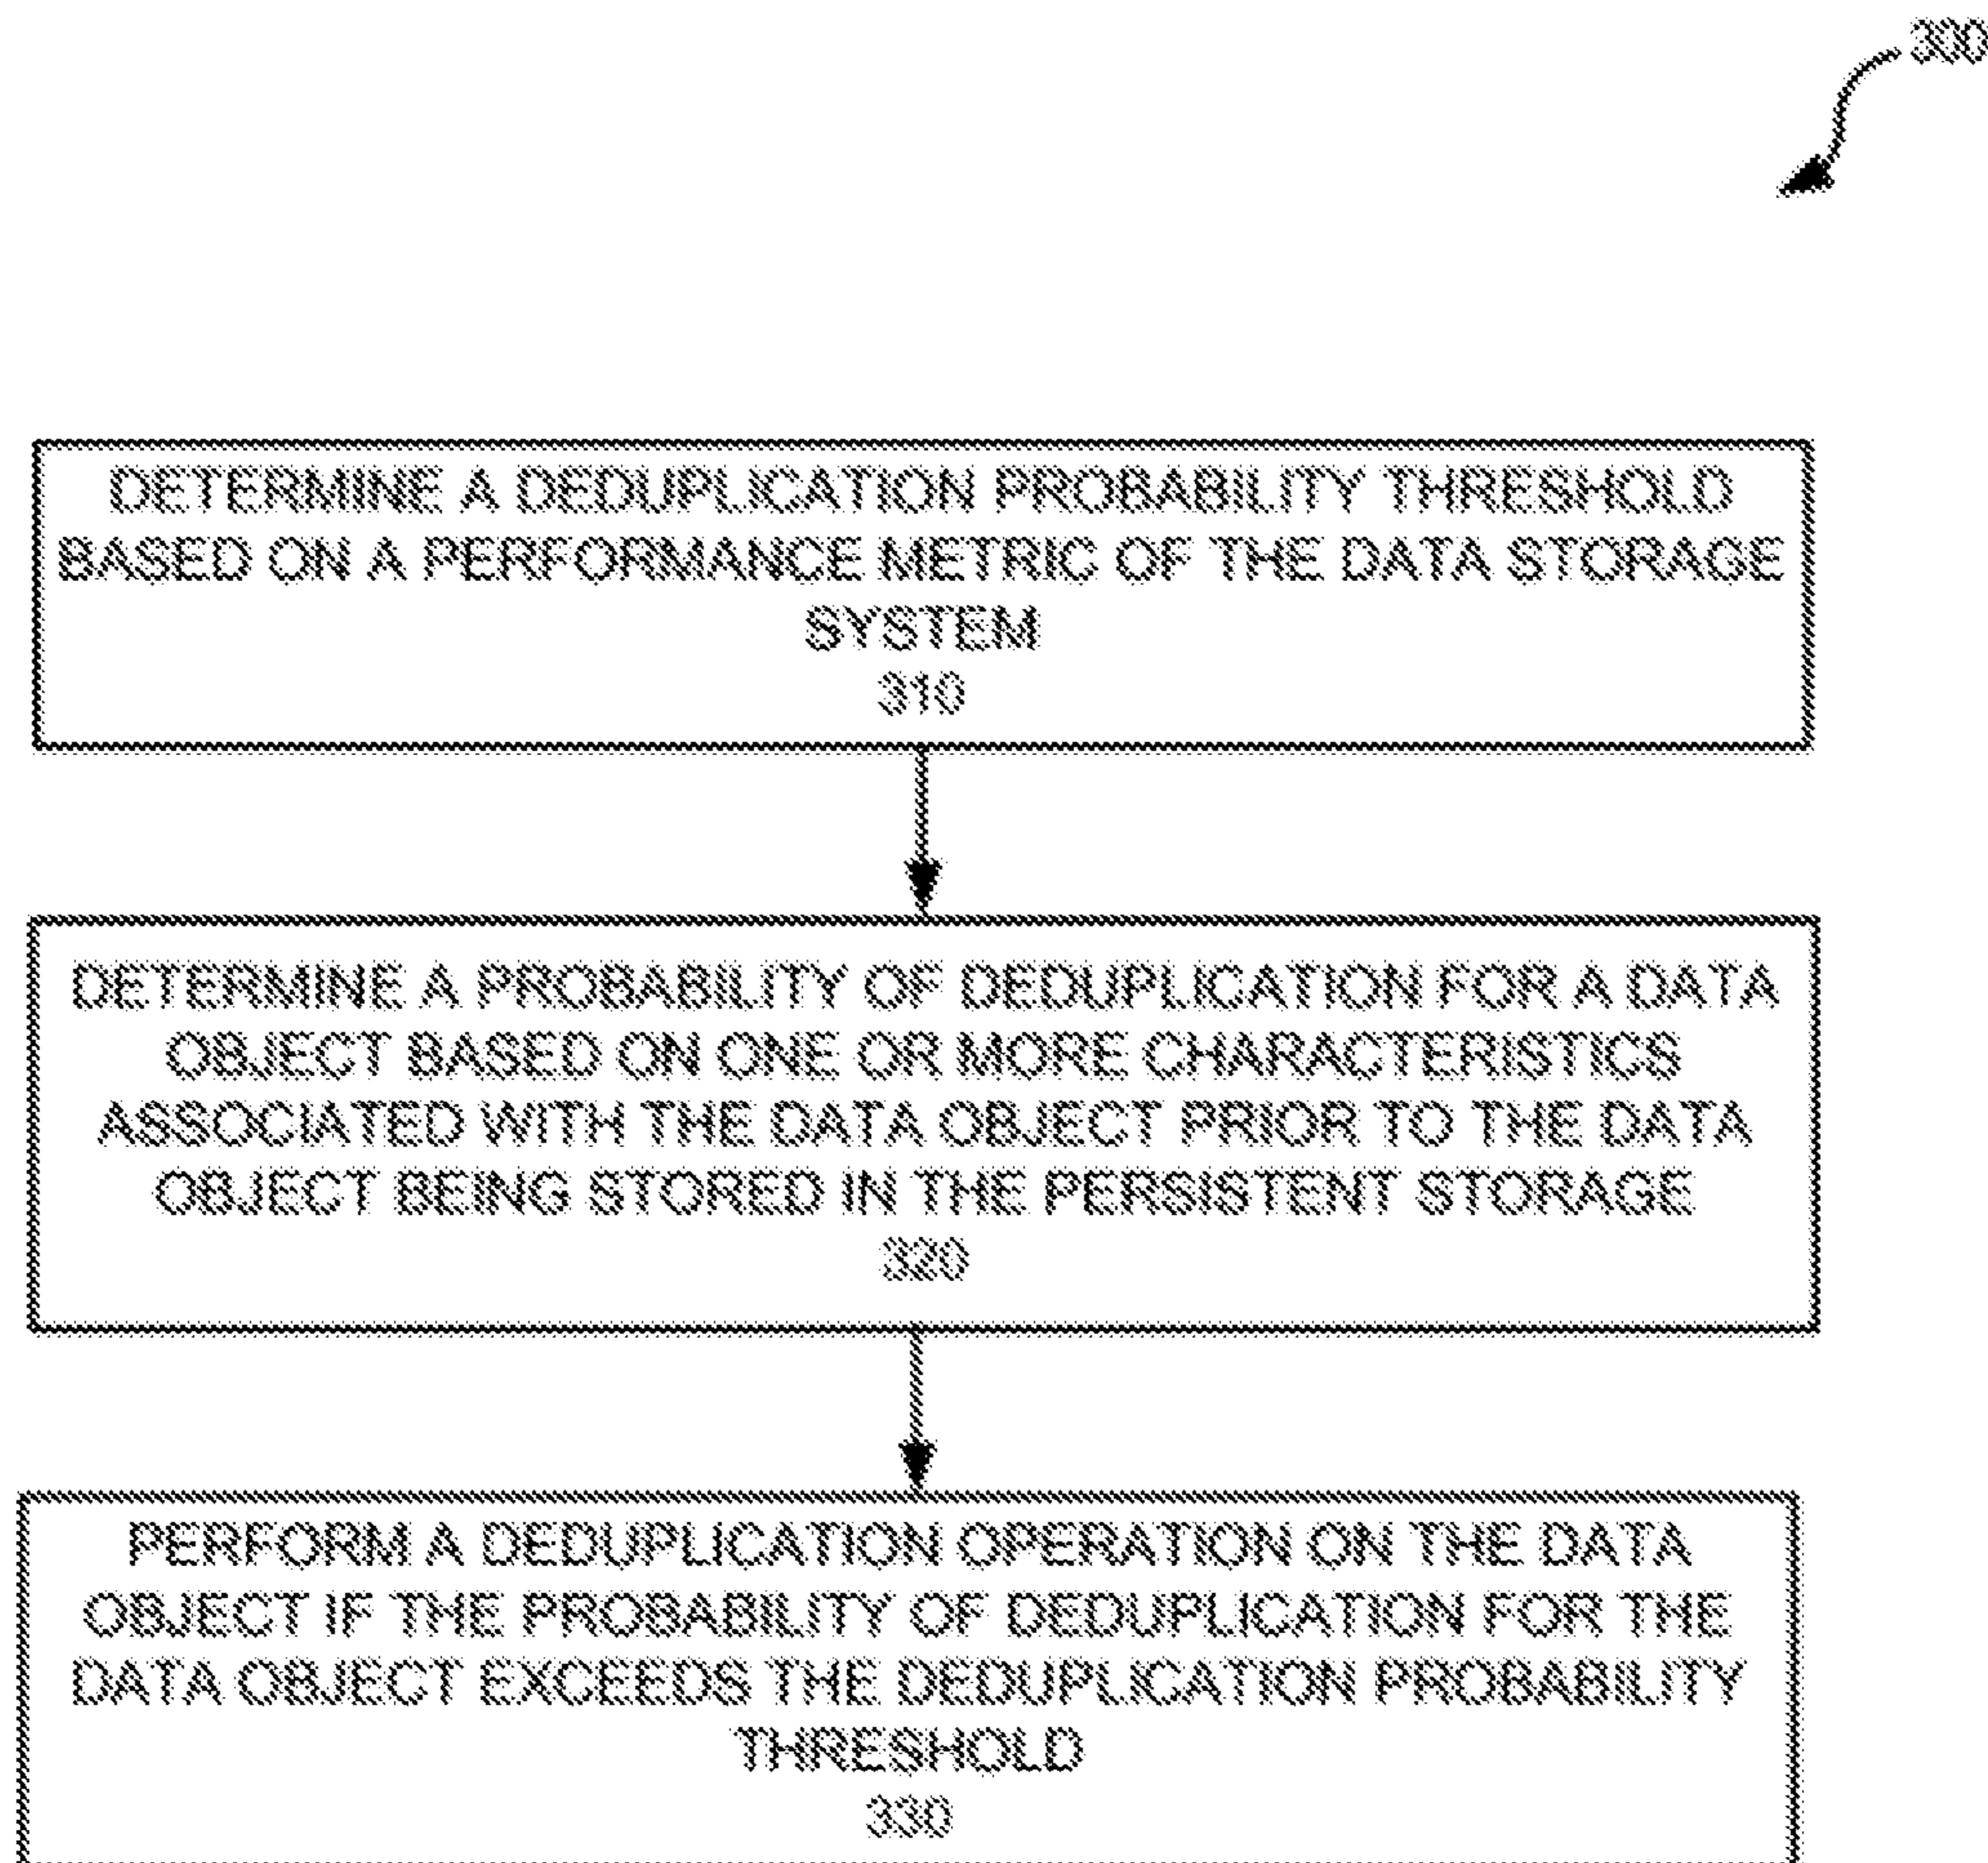 300
DETERMINE A DEDUPLICATION PROBABILITY THRESHOLD
BASED ON A PERFORMANCE METRIC OF THE DATA STORAGE
SYSTEM
310
DETERMINE A PROBABILITY OF DEDUPLICATION FOR A DATA
OBJECT BASED ON ONE OR MORE CHARACTERISTICS
ASSOCIATED WITH THE DATA OBJECT PRIOR TO THE DATA
OBJECT BEING STORED IN THE PERSISTENT STORAGE
320
PERFORM A DEDUPLICATION OPERATION ON THE DATA
OBJECT IF THE PROBABILITY OF DEDUPLICATION FOR THE
DATA OBJECT EXCEEDS THE DEDUPLICATION PROBABILITY
THRESHOLD
330